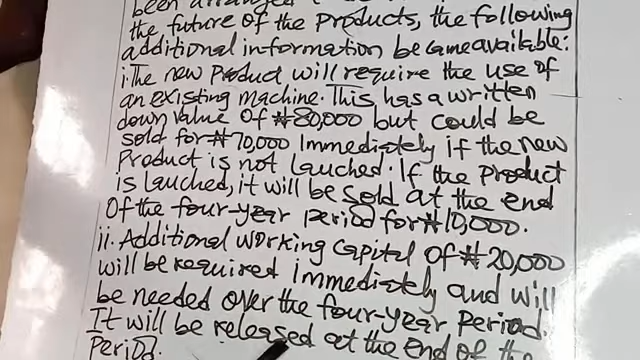 been arranged
the future of the Products, the following
additional information became available:
i. The new Product will require the use of
an existing machine. This has a written
down value of ₦80,000 but could be
sold for ₦70,000 Immediately if the new
Product is not lauched. If the product
is lauched, it will be sold at the end
Of the four-year period for ₦10,000.
ii. Additional working capital of ₦20,000
will be required immediately and will
be needed over the four-year period.
It will be released at the end of the
Period.